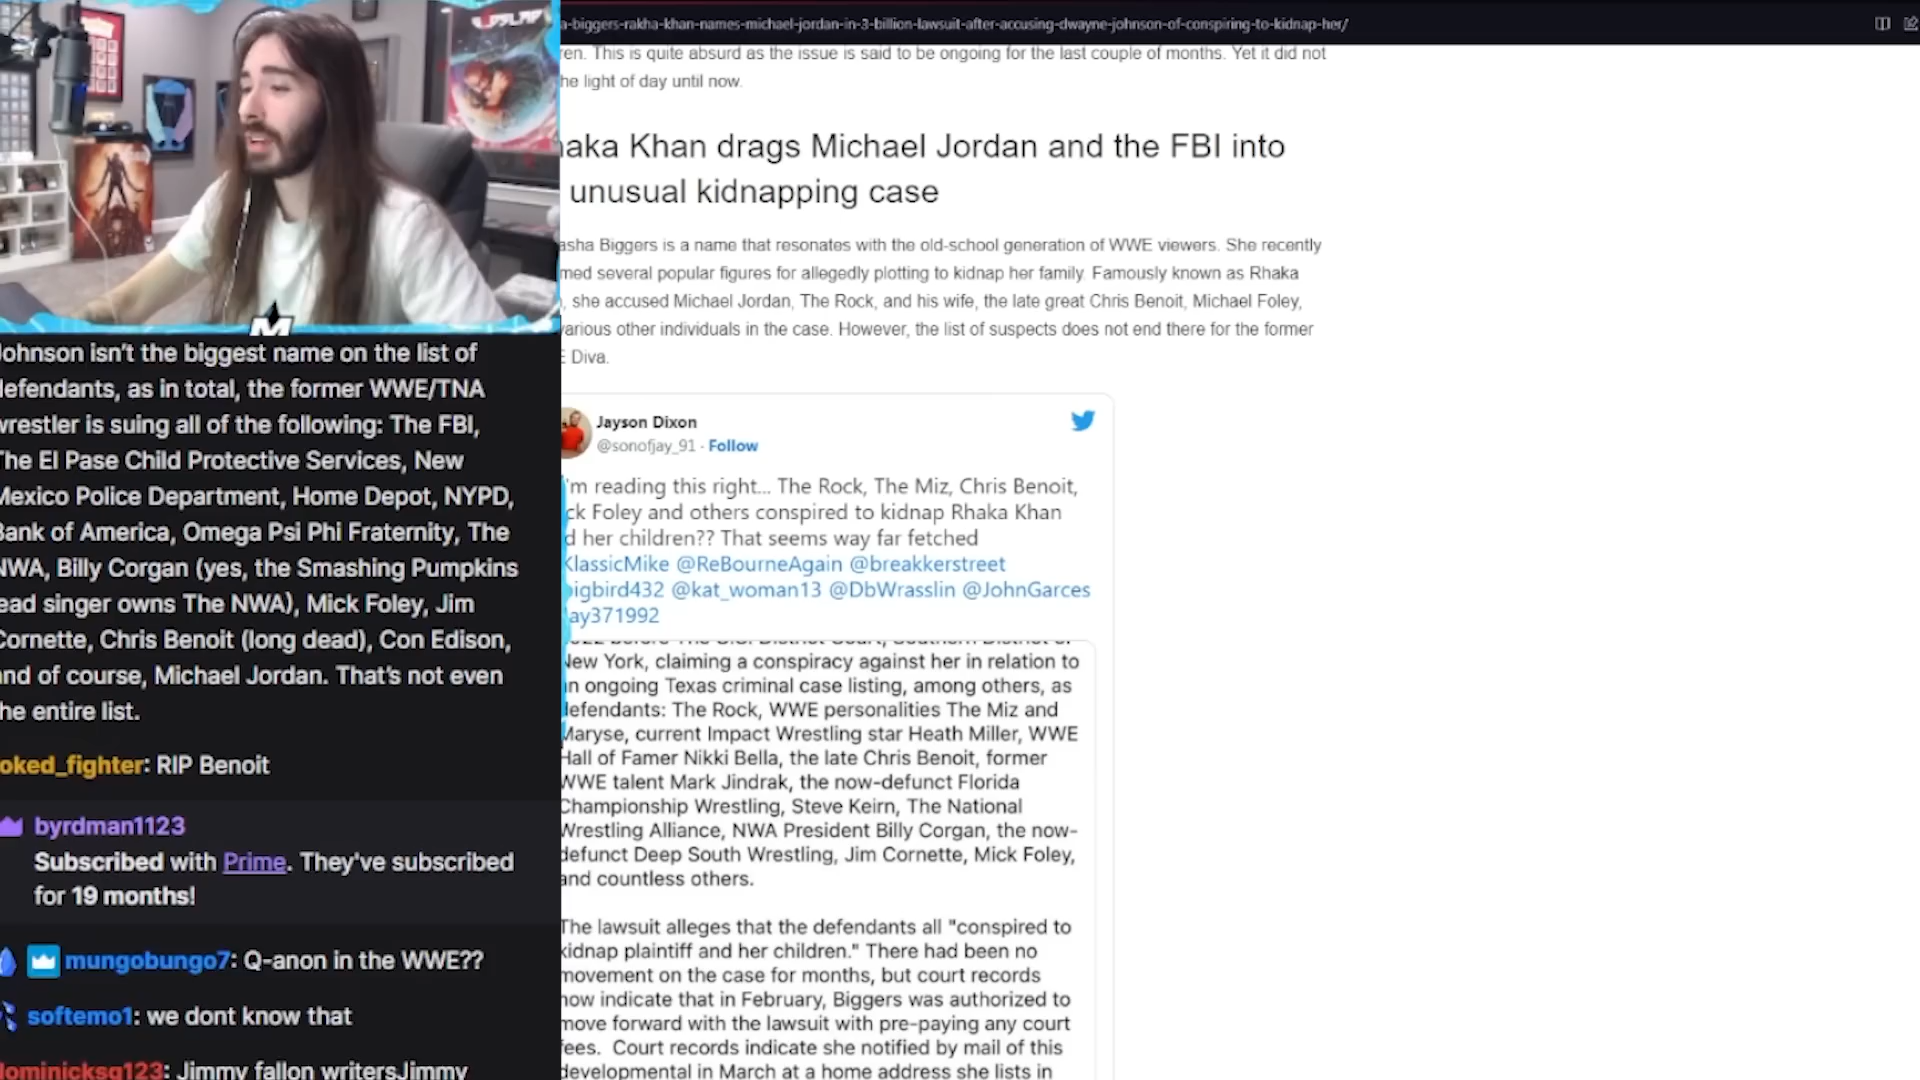 a-biggers-rakha-khan-names-michael-jordan-in-3-billion-lawsuit-after-accusing-dwayne-johnson-of-conspiring-to-kidnap-her/
ren. This is quite absurd as the issue is said to be ongoing for the last couple of months. Yet it did not
he light of day until now.
aka Khan drags Michael Jordan and the FBI into
unusual kidnapping case
asha Biggers is a name that resonates with the old-school generation of WWE viewers. She recently
med several popular figures for allegedly plotting to kidnap her family. Famously known as Rhaka
, she accused Michael Jordan, The Rock, and his wife, the late great Chris Benoit, Michael Foley,
various other individuals in the case. However, the list of suspects does not end there for the former
E Diva.
Jayson Dixon
@sonofjay_91 · Follow
'm reading this right... The Rock, The Miz, Chris Benoit,
ck Foley and others conspired to kidnap Rhaka Khan
d her children?? That seems way far fetched
KlassicMike @ReBourneAgain @breakkerstreet
bigbird432 @kat_woman13 @DbWrasslin @JohnGarces
ay371992
2022 before The U.S. District Court, Southern District of
New York, claiming a conspiracy against her in relation to
an ongoing Texas criminal case listing, among others, as
defendants: The Rock, WWE personalities The Miz and
Maryse, current Impact Wrestling star Heath Miller, WWE
Hall of Famer Nikki Bella, the late Chris Benoit, former
WWE talent Mark Jindrak, the now-defunct Florida
Championship Wrestling, Steve Keirn, The National
Wrestling Alliance, NWA President Billy Corgan, the now-
defunct Deep South Wrestling, Jim Cornette, Mick Foley,
and countless others.
The lawsuit alleges that the defendants all "conspired to
kidnap plaintiff and her children." There had been no
movement on the case for months, but court records
now indicate that in February, Biggers was authorized to
move forward with the lawsuit with pre-paying any court
fees. Court records indicate she notified by mail of this
developmental in March at a home address she lists in
Johnson isn't the biggest name on the list of
defendants, as in total, the former WWE/TNA
wrestler is suing all of the following: The FBI,
The El Pase Child Protective Services, New
Mexico Police Department, Home Depot, NYPD,
Bank of America, Omega Psi Phi Fraternity, The
NWA, Billy Corgan (yes, the Smashing Pumpkins
lead singer owns The NWA), Mick Foley, Jim
Cornette, Chris Benoit (long dead), Con Edison,
and of course, Michael Jordan. That's not even
the entire list.
oked_fighter: RIP Benoit
byrdman1123
Subscribed with Prime. They've subscribed
for 19 months!
mungobungo7: Q-anon in the WWE??
softemo1: we dont know that
dominicksg123: Jimmy fallon writersJimmy